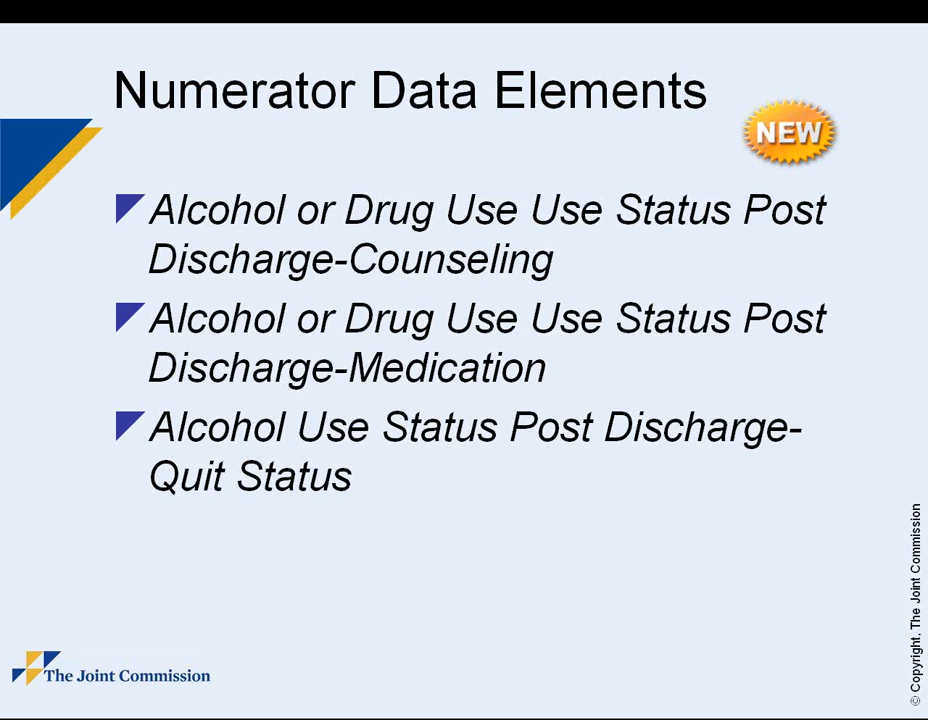 Numerator Data Elements
NEW
Alcohol or Drug Use Use Status Post
Discharge-Counseling
Alcohol or Drug Use Use Status Post
Discharge-Medication
Alcohol Use Status Post Discharge-
Quit Status
© Copyright, The Joint Commission
The Joint Commission